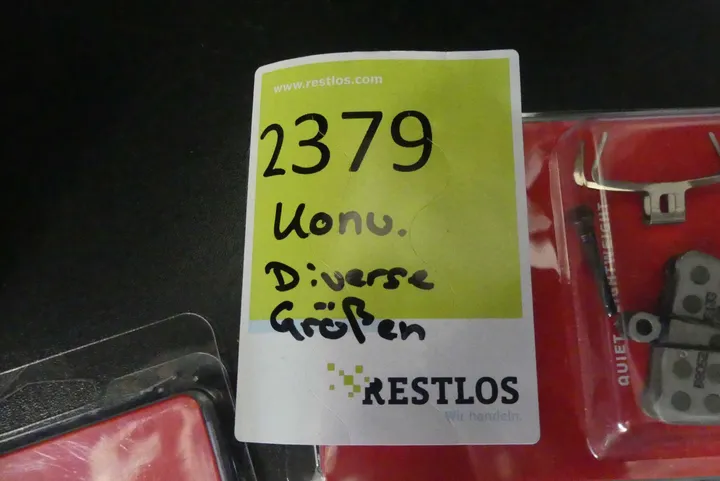 www.restlos.com
2379
Konv.
Diverse
Größen
RESTLOS
Wir handeln.
QUIET